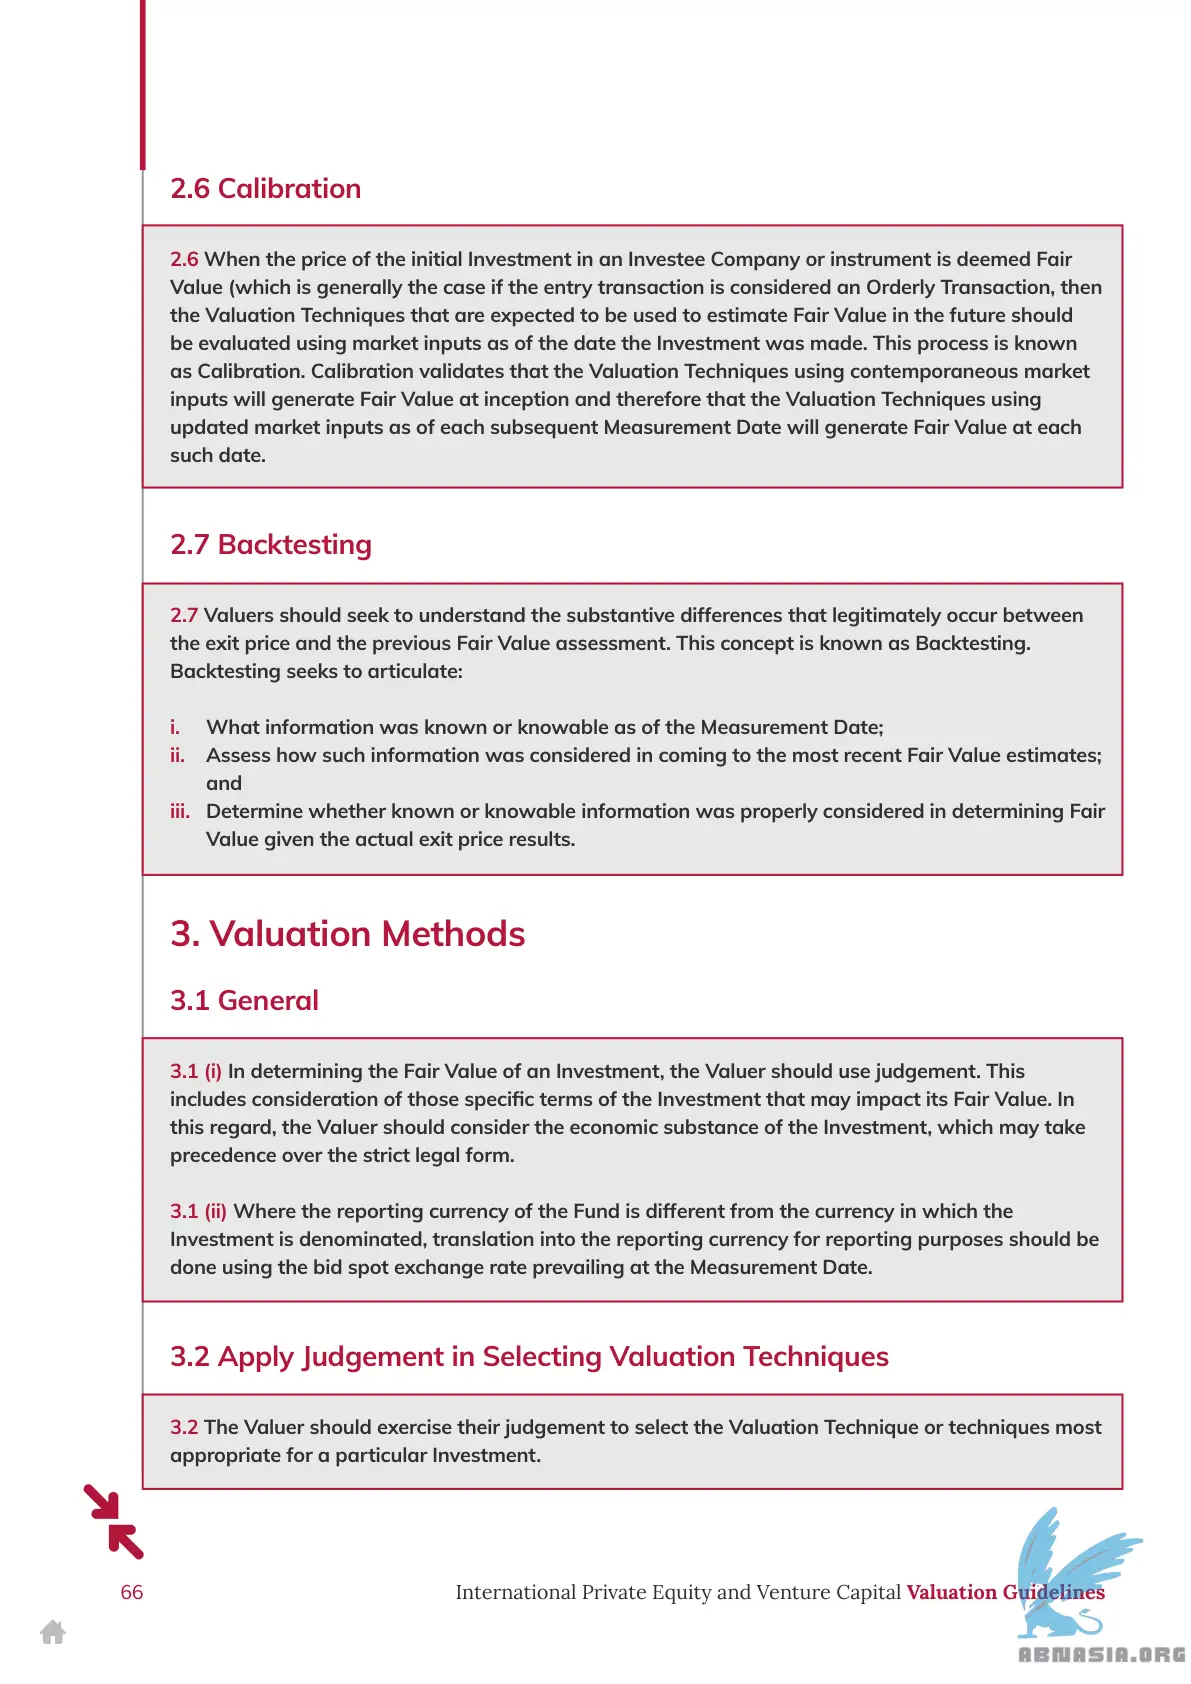 2.6 Calibration
2.6 When the price of the initial Investment in an Investee Company or instrument is deemed Fair
Value (which is generally the case if the entry transaction is considered an Orderly Transaction, then
the Valuation Techniques that are expected to be used to estimate Fair Value in the future should
be evaluated using market inputs as of the date the Investment was made. This process is known
as Calibration. Calibration validates that the Valuation Techniques using contemporaneous market
inputs will generate Fair Value at inception and therefore that the Valuation Techniques using
updated market inputs as of each subsequent Measurement Date will generate Fair Value at each
such date.
2.7 Backtesting
2.7 Valuers should seek to understand the substantive differences that legitimately occur between
the exit price and the previous Fair Value assessment. This concept is known as Backtesting.
Backtesting seeks to articulate:
i. What information was known or knowable as of the Measurement Date;
ii. Assess how such information was considered in coming to the most recent Fair Value estimates;
and
iii. Determine whether known or knowable information was properly considered in determining Fair
Value given the actual exit price results.
3. Valuation Methods
3.1 General
3.1 (i) In determining the Fair Value of an Investment, the Valuer should use judgement. This
includes consideration of those specific terms of the Investment that may impact its Fair Value. In
this regard, the Valuer should consider the economic substance of the Investment, which may take
precedence over the strict legal form.
3.1 (ii) Where the reporting currency of the Fund is different from the currency in which the
Investment is denominated, translation into the reporting currency for reporting purposes should be
done using the bid spot exchange rate prevailing at the Measurement Date.
3.2 Apply Judgement in Selecting Valuation Techniques
3.2 The Valuer should exercise their judgement to select the Valuation Technique or techniques most
appropriate for a particular Investment.
66
International Private Equity and Venture Capital Valuation Guidelines
ABNASIA.ORG